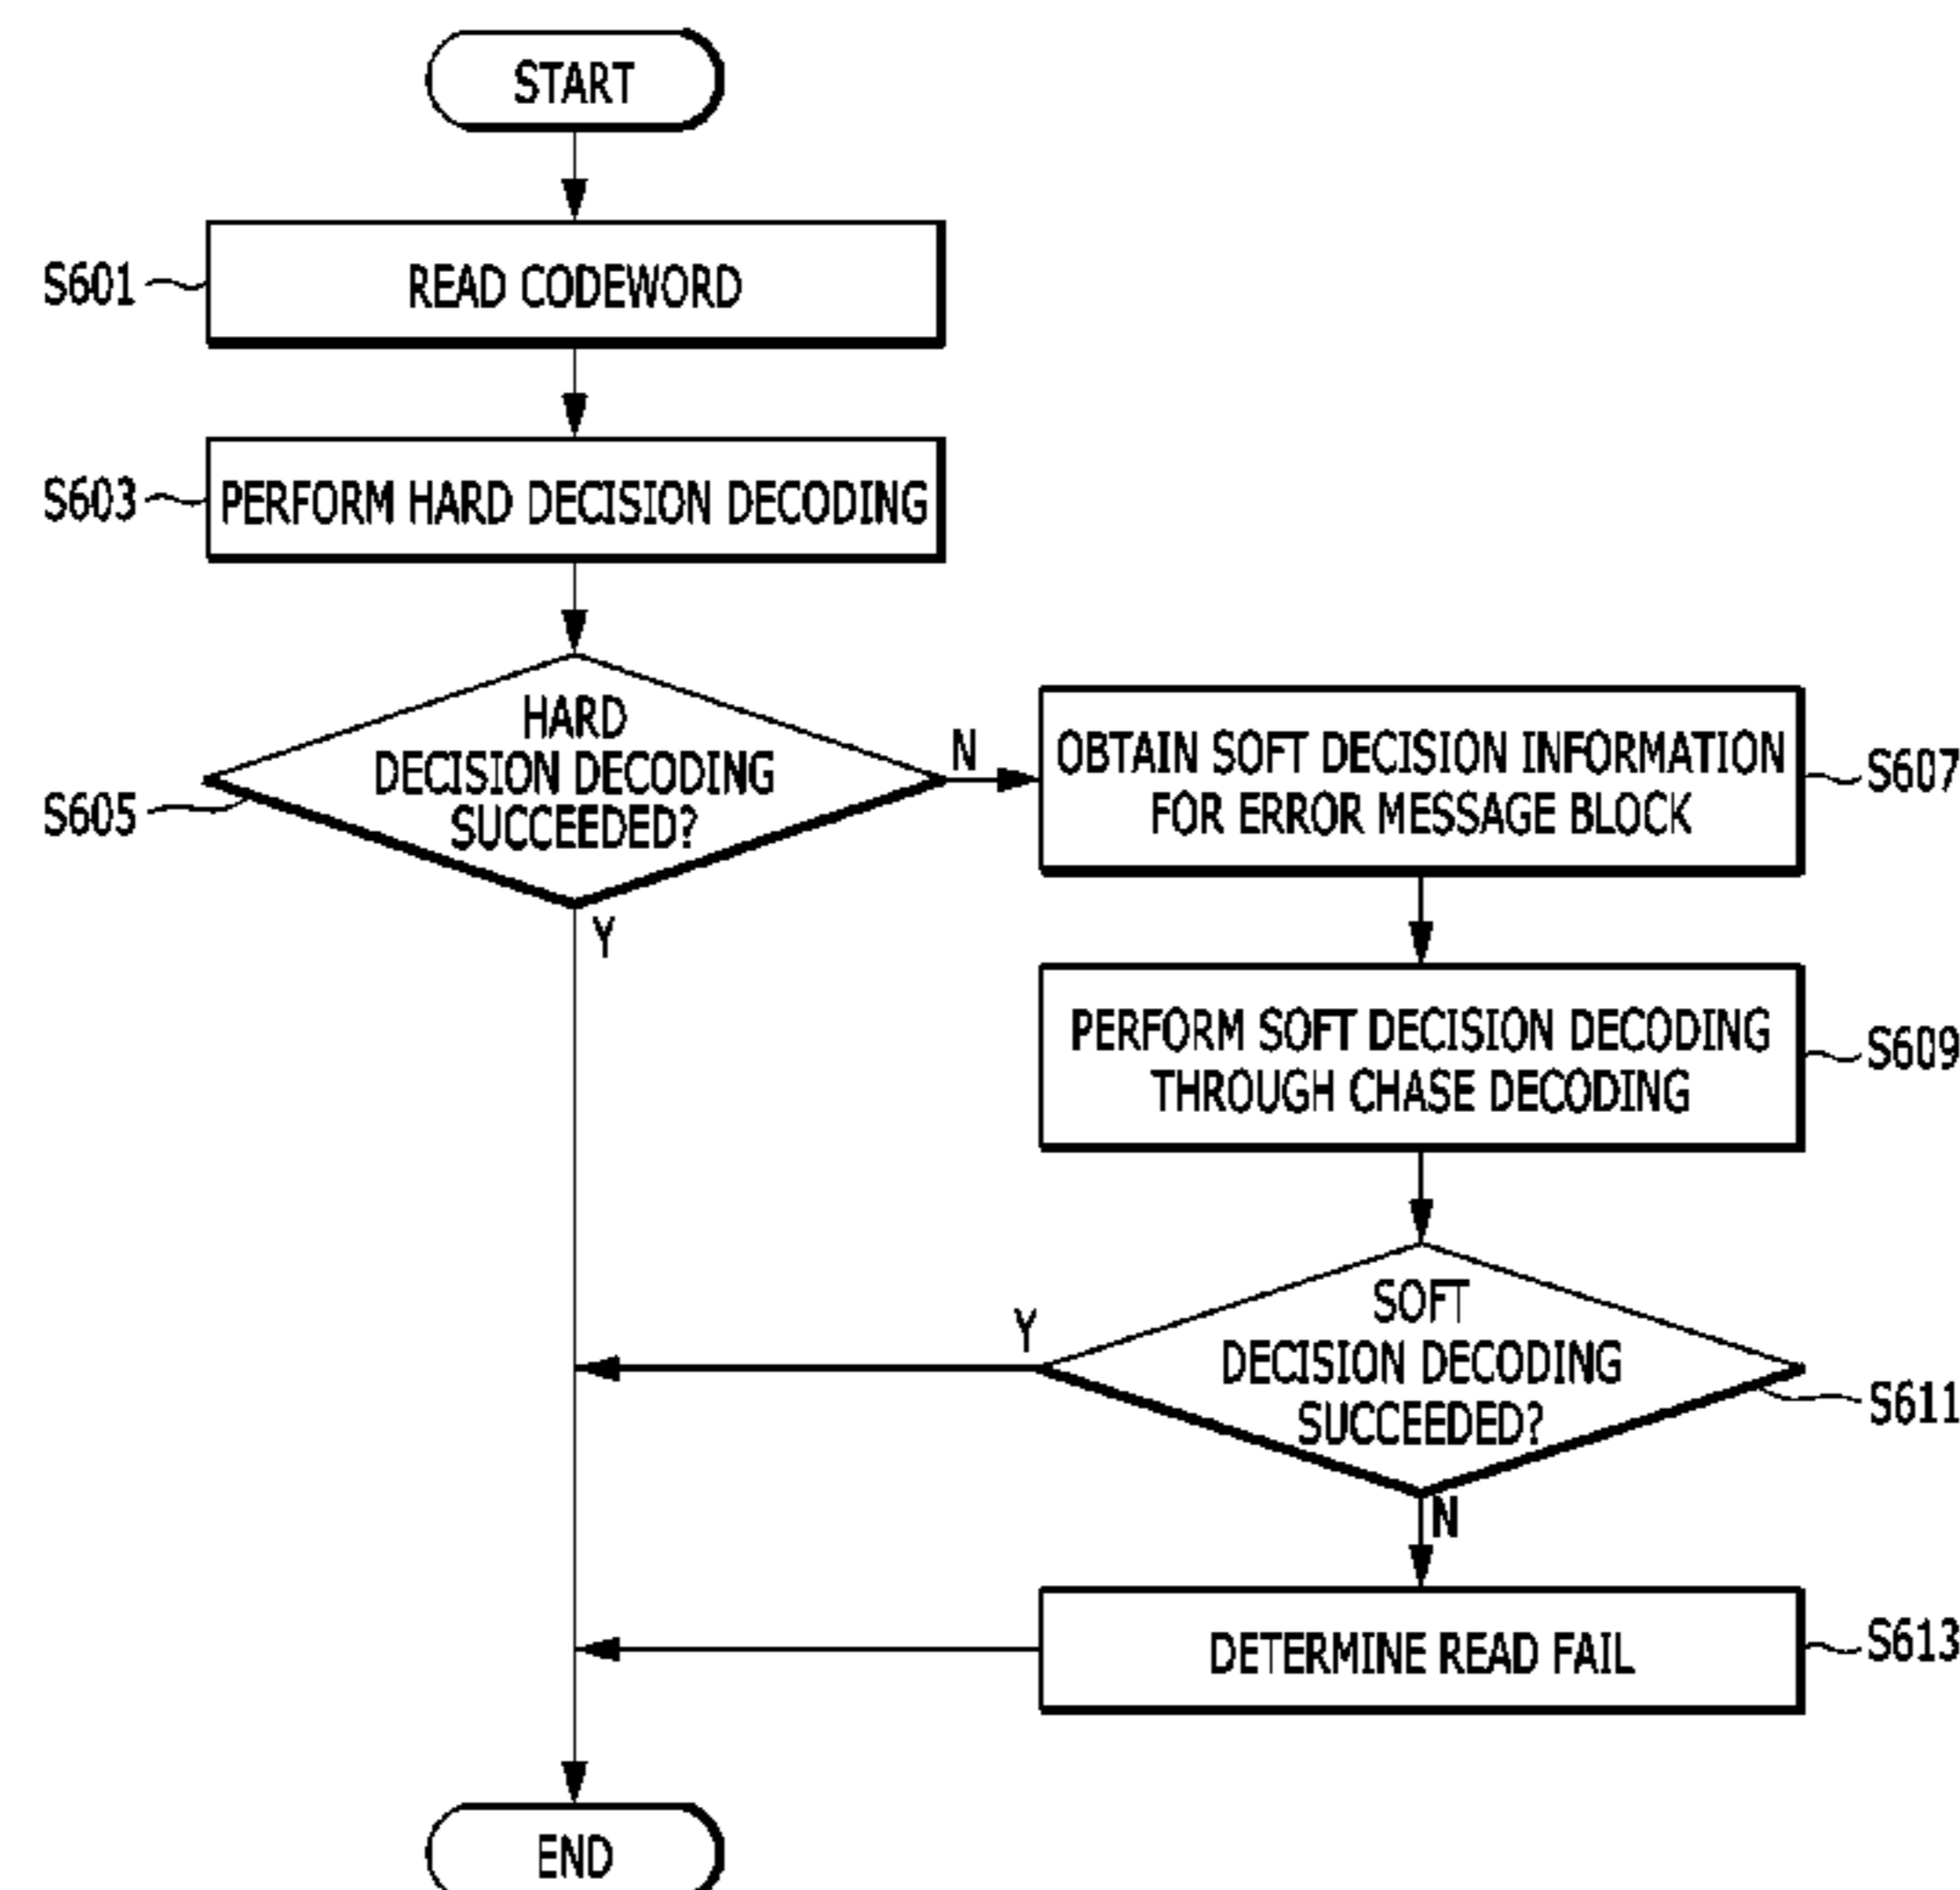 START
S601
READ CODEWORD
S603
PERFORM HARD DECISION DECODING
S605
HARD
DECISION DECODING
SUCCEEDED?
N
Y
OBTAIN SOFT DECISION INFORMATION
FOR ERROR MESSAGE BLOCK
S607
PERFORM SOFT DECISION DECODING
THROUGH CHASE DECODING
S609
Y
SOFT
DECISION DECODING
SUCCEEDED?
S611
N
DETERMINE READ FAIL
S613
END